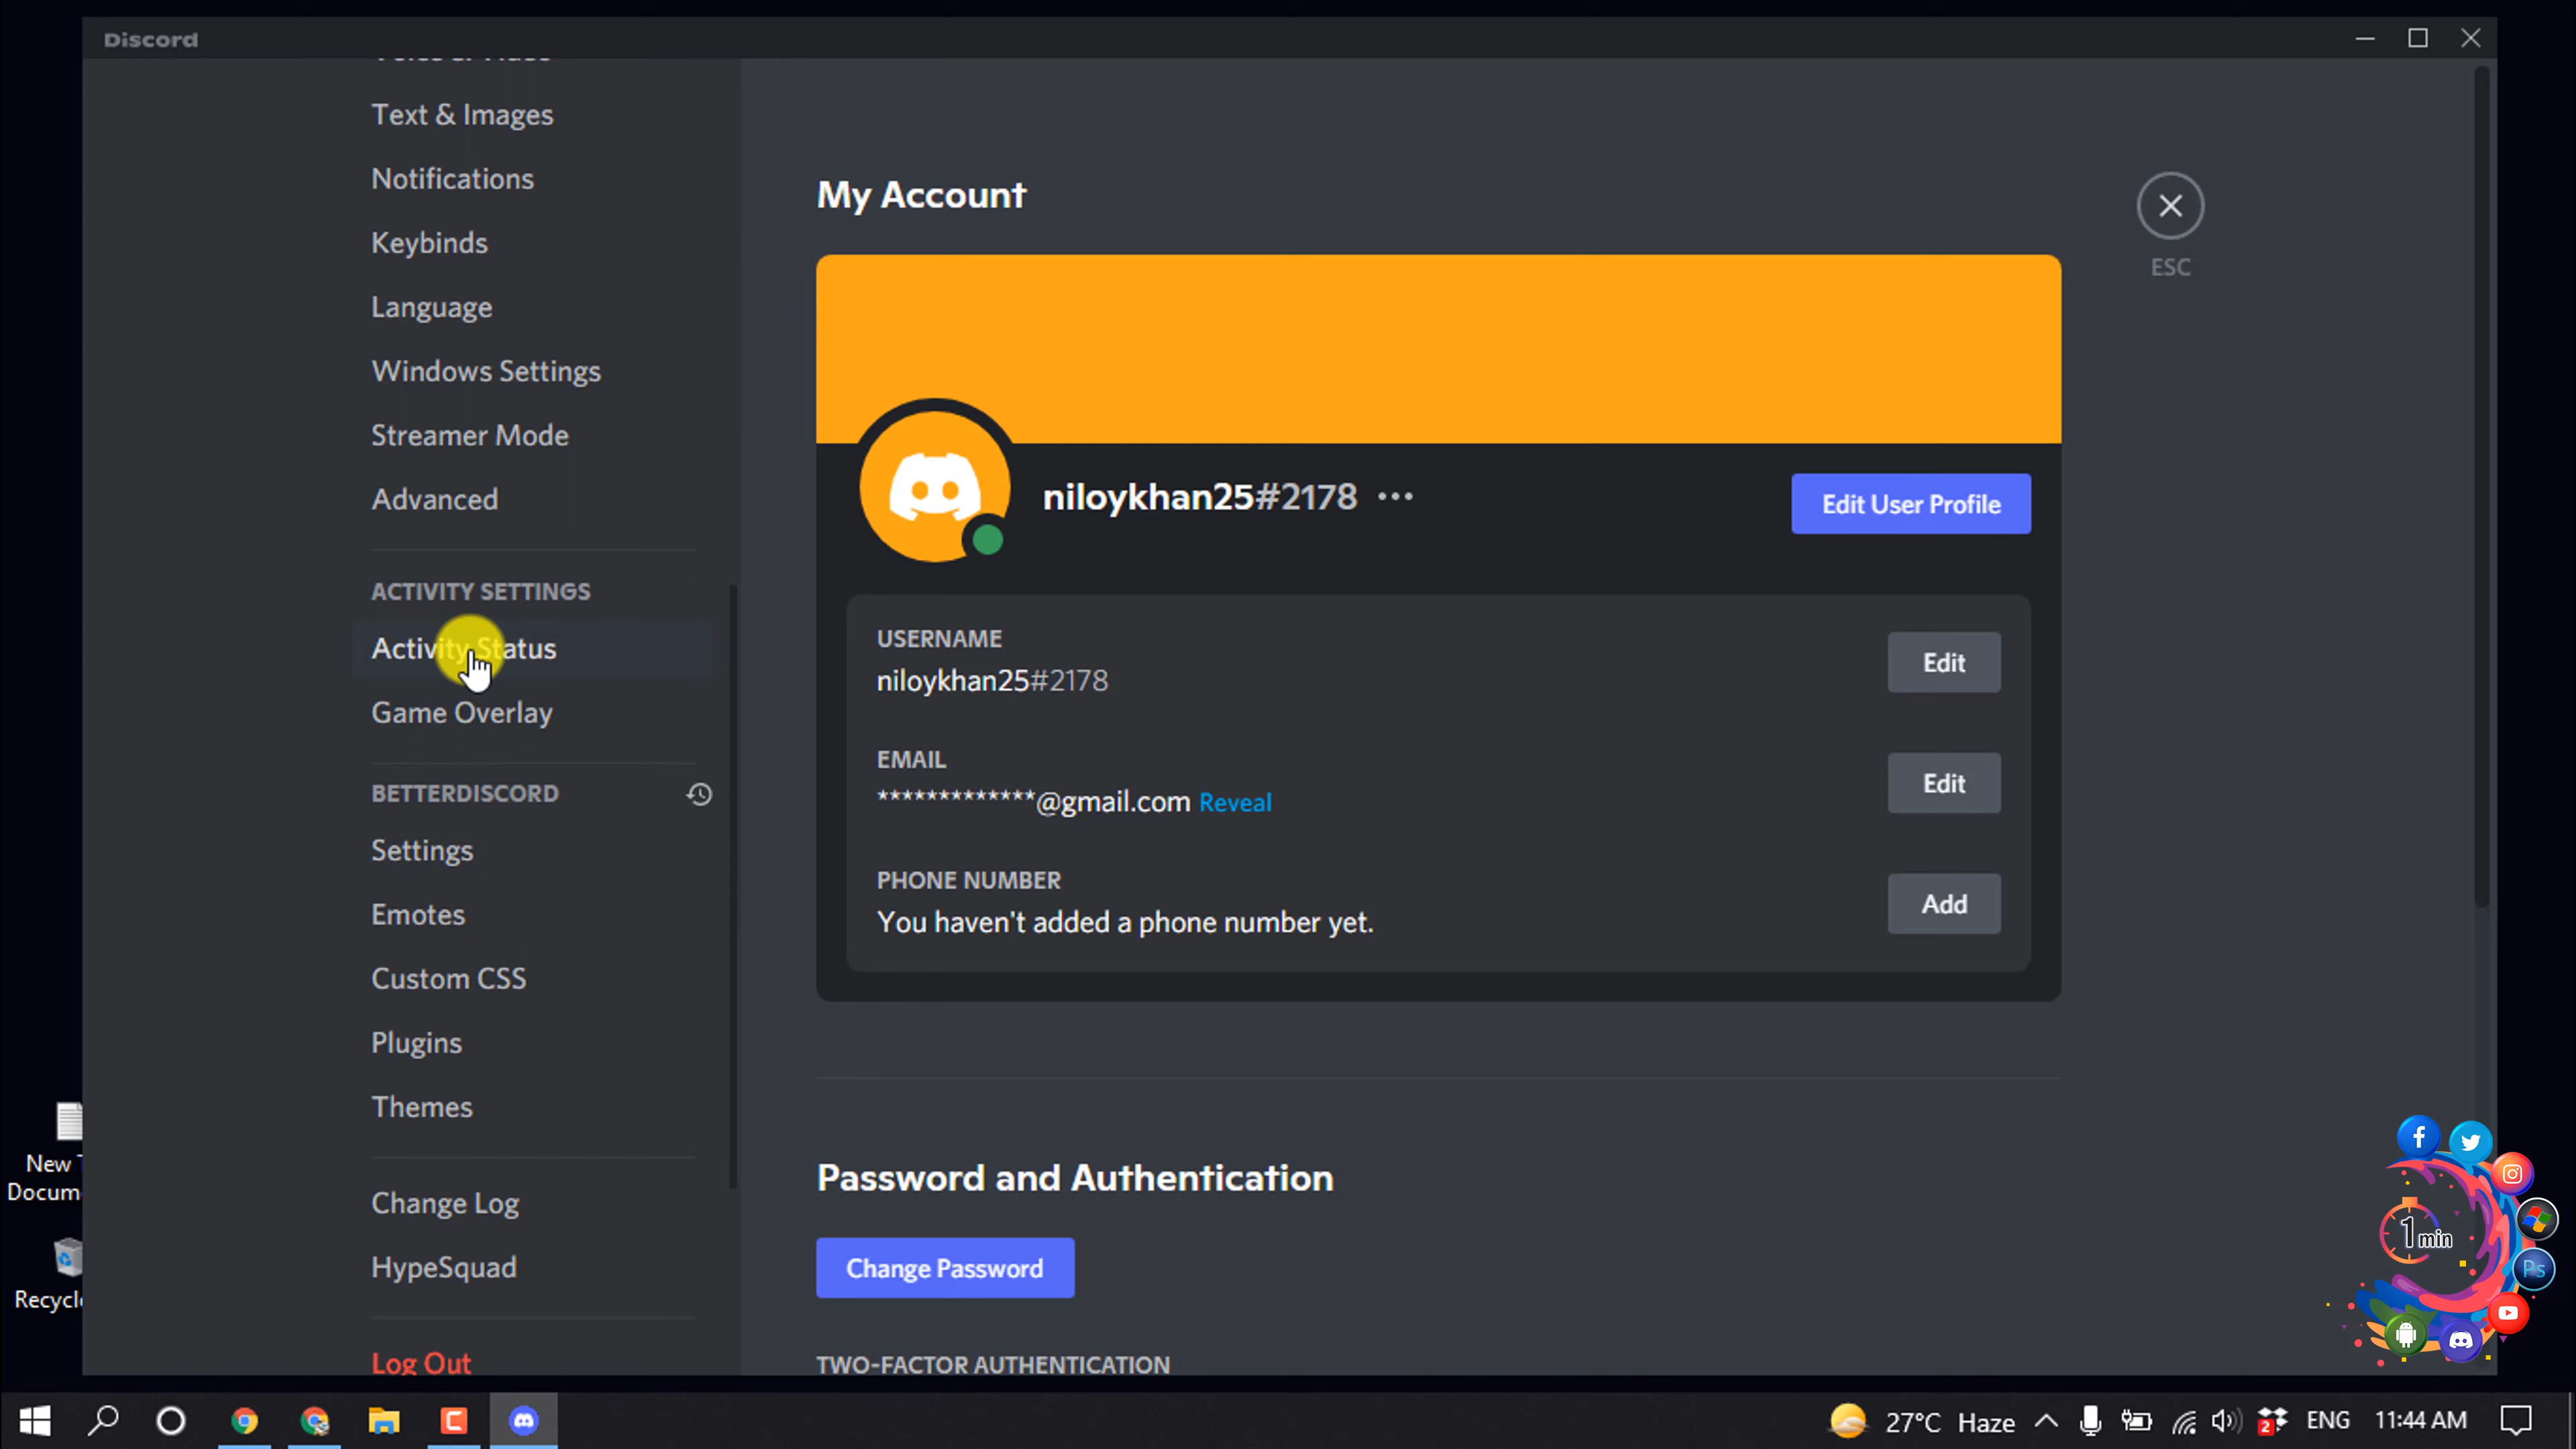 Discord
Text & Images
Notifications
Keybinds
Language
Windows Settings
Streamer Mode
Advanced
ACTIVITY SETTINGS
Activity Status
Game Overlay
BETTERDISCORD
Settings
Emotes
Custom CSS
Plugins
Themes
Change Log
HypeSquad
Log Out
My Account
ESC
niloykhan25#2178
Edit User Profile
USERNAME
niloykhan25#2178
Edit
EMAIL
*************@gmail.com Reveal
Edit
PHONE NUMBER
You haven't added a phone number yet.
Add
Password and Authentication
Change Password
TWO-FACTOR AUTHENTICATION
New
Docum
Recycl
1 min
Ps
27°C Haze
2
ENG
11:44 AM